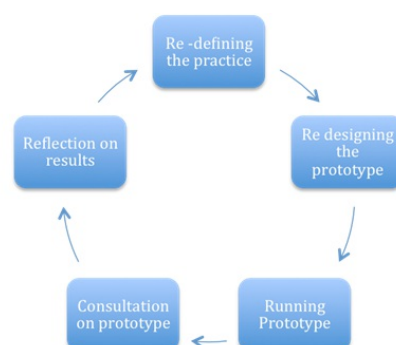 Re -defining
the practice
Re designing
the
prototype
Running
Prototype
Consultation
on prototype
Reflection on
results